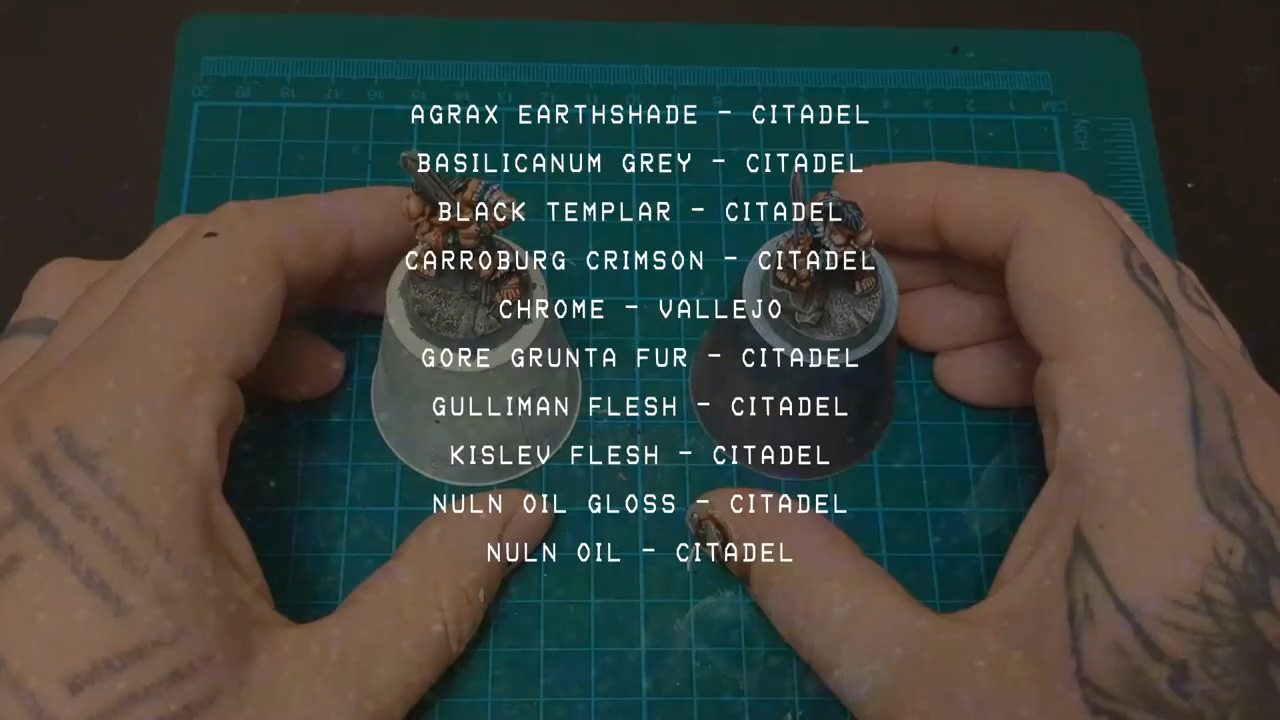 AGRAX EARTHSHADE – CITADEL
BASILICANUM GREY – CITADEL
BLACK TEMPLAR – CITADEL
CARROBURG CRIMSON – CITADEL
CHROME – VALLEJO
GORE GRUNTA FUR – CITADEL
GULLIMAN FLESH – CITADEL
KISLEV FLESH – CITADEL
NULN OIL GLOSS – CITADEL
NULN OIL – CITADEL